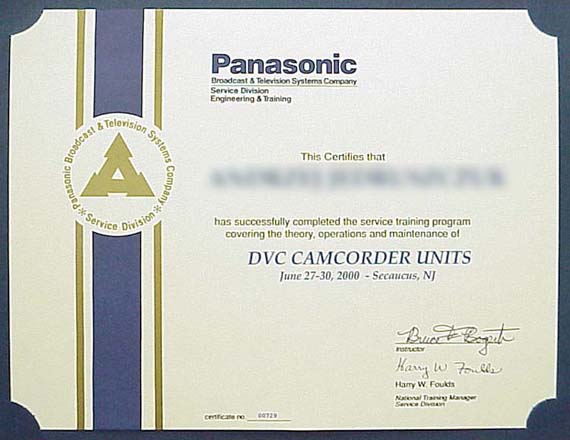 Panasonic
Broadcast & Television Systems Company
Service Division
Engineering & Training
Panasonic Broadcast & Television Systems Company
* Service Division *
This Certifies that
has successfully completed the service training program
covering the theory, operations and maintenance of
DVC CAMCORDER UNITS
June 27-30, 2000 - Secaucus, NJ
Instructor
Harry W Foulds
Harry W. Foulds
National Training Manager
Service Division
certificate no. 00729